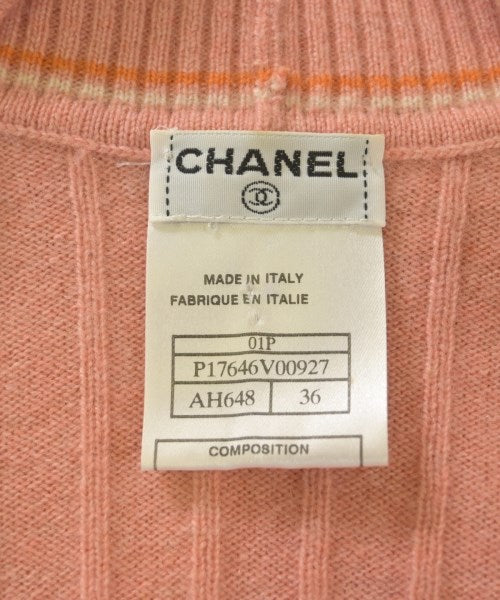 CHANEL
MADE IN ITALY
FABRIQUE EN ITALIE
01P
P17646V00927
AH648 36
COMPOSITION